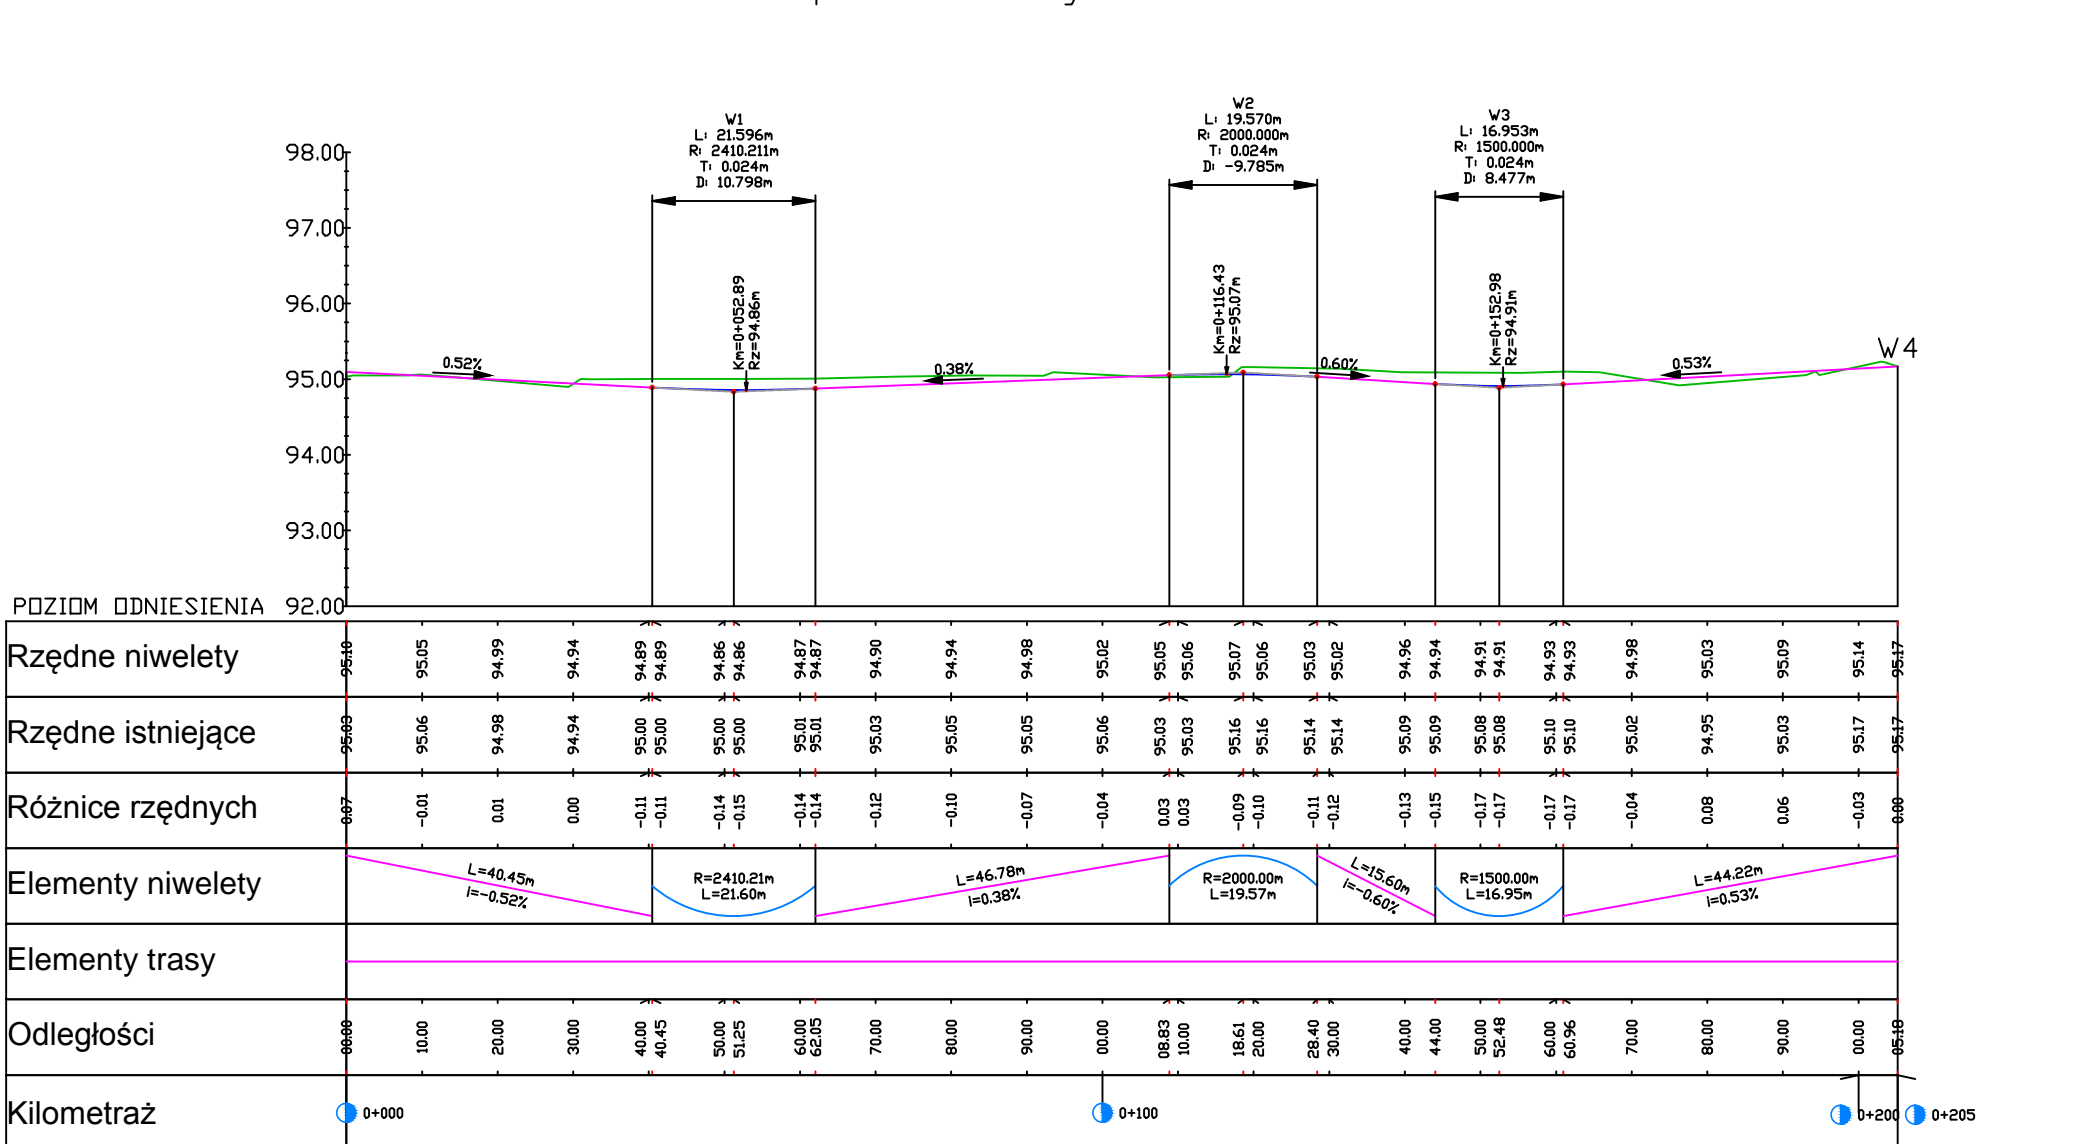 W1
L: 21.596m
R: 2410.211m
T: 0.024m
D: 10.798m
W2
L: 19.570m
R: 2000.000m
T: 0.024m
D: -9.785m
W3
L: 16.953m
R: 1500.000m
T: 0.024m
D: 8.477m
98.00
97.00
96.00
95.00
94.00
93.00
POZIOM ODNIESIENIA 92.00
Km=0+052.89
Rz=94.86m
Km=0+116.43
Rz=95.07m
Km=0+152.98
Rz=94.91m
W4
0.52%
0.38%
0.60%
0.53%
Rzędne niwelety 95.10 95.05 94.99 94.94 94.89 94.89 94.86 94.86 94.87 94.87 94.90 94.94 94.98 95.02 95.05 95.06 95.07 95.06 95.03 95.02 94.96 94.94 94.91 94.91 94.93 94.93 94.98 95.03 95.09 95.14 95.17
Rzędne istniejące 95.03 95.06 94.98 94.94 95.00 95.00 95.00 95.00 95.01 95.01 95.03 95.05 95.05 95.06 95.03 95.03 95.16 95.16 95.14 95.14 95.09 95.09 95.08 95.08 95.10 95.10 95.02 94.95 95.03 95.17 95.17
Różnice rzędnych 0.07 -0.01 0.01 0.00 -0.11 -0.11 -0.14 -0.15 -0.14 -0.14 -0.12 -0.10 -0.07 -0.04 0.03 0.03 -0.09 -0.10 -0.11 -0.12 -0.13 -0.15 -0.17 -0.17 -0.17 -0.17 -0.04 0.08 0.06 -0.03 0.00
Elementy niwelety
L=40.45m
i=-0.52%
R=2410.21m
L=21.60m
L=46.78m
i=0.38%
R=2000.00m
L=19.57m
L=15.60m
i=-0.60%
R=1500.00m
L=16.95m
L=44.22m
i=0.53%
Elementy trasy
Odległości 00.00 10.00 20.00 30.00 40.00 40.45 50.00 51.25 60.00 62.05 70.00 80.00 90.00 00.00 08.83 10.00 18.61 20.00 28.40 30.00 40.00 44.00 50.00 52.48 60.00 60.96 70.00 80.00 90.00 00.00 05.18
Kilometraż 0+000 0+100 0+200 0+205